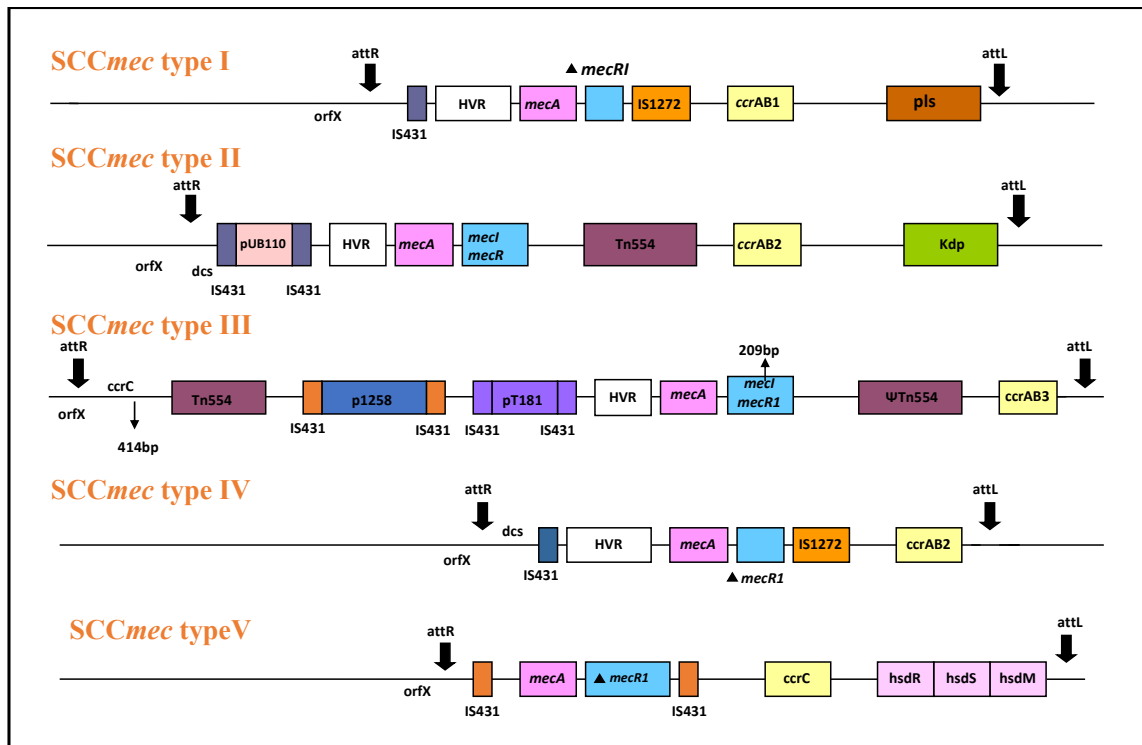 SCCmec type I
attR
attL
▲ mecRI
orfX
IS431
HVR
mecA
IS1272
ccrAB1
pls
SCCmec type II
attR
attL
orfX
dcs
IS431
pUB110
IS431
HVR
mecA
mecI
mecR
Tn554
ccrAB2
Kdp
SCCmec type III
attR
attL
209bp
orfX
ccrC
414bp
Tn554
IS431
p1258
IS431
IS431
pT181
IS431
HVR
mecA
mecI
mecR1
ΨTn554
ccrAB3
SCCmec type IV
attR
attL
orfX
dcs
IS431
HVR
mecA
▲ mecR1
IS1272
ccrAB2
SCCmec typeV
attR
attL
orfX
IS431
mecA
▲ mecR1
IS431
ccrC
hsdR
hsdS
hsdM